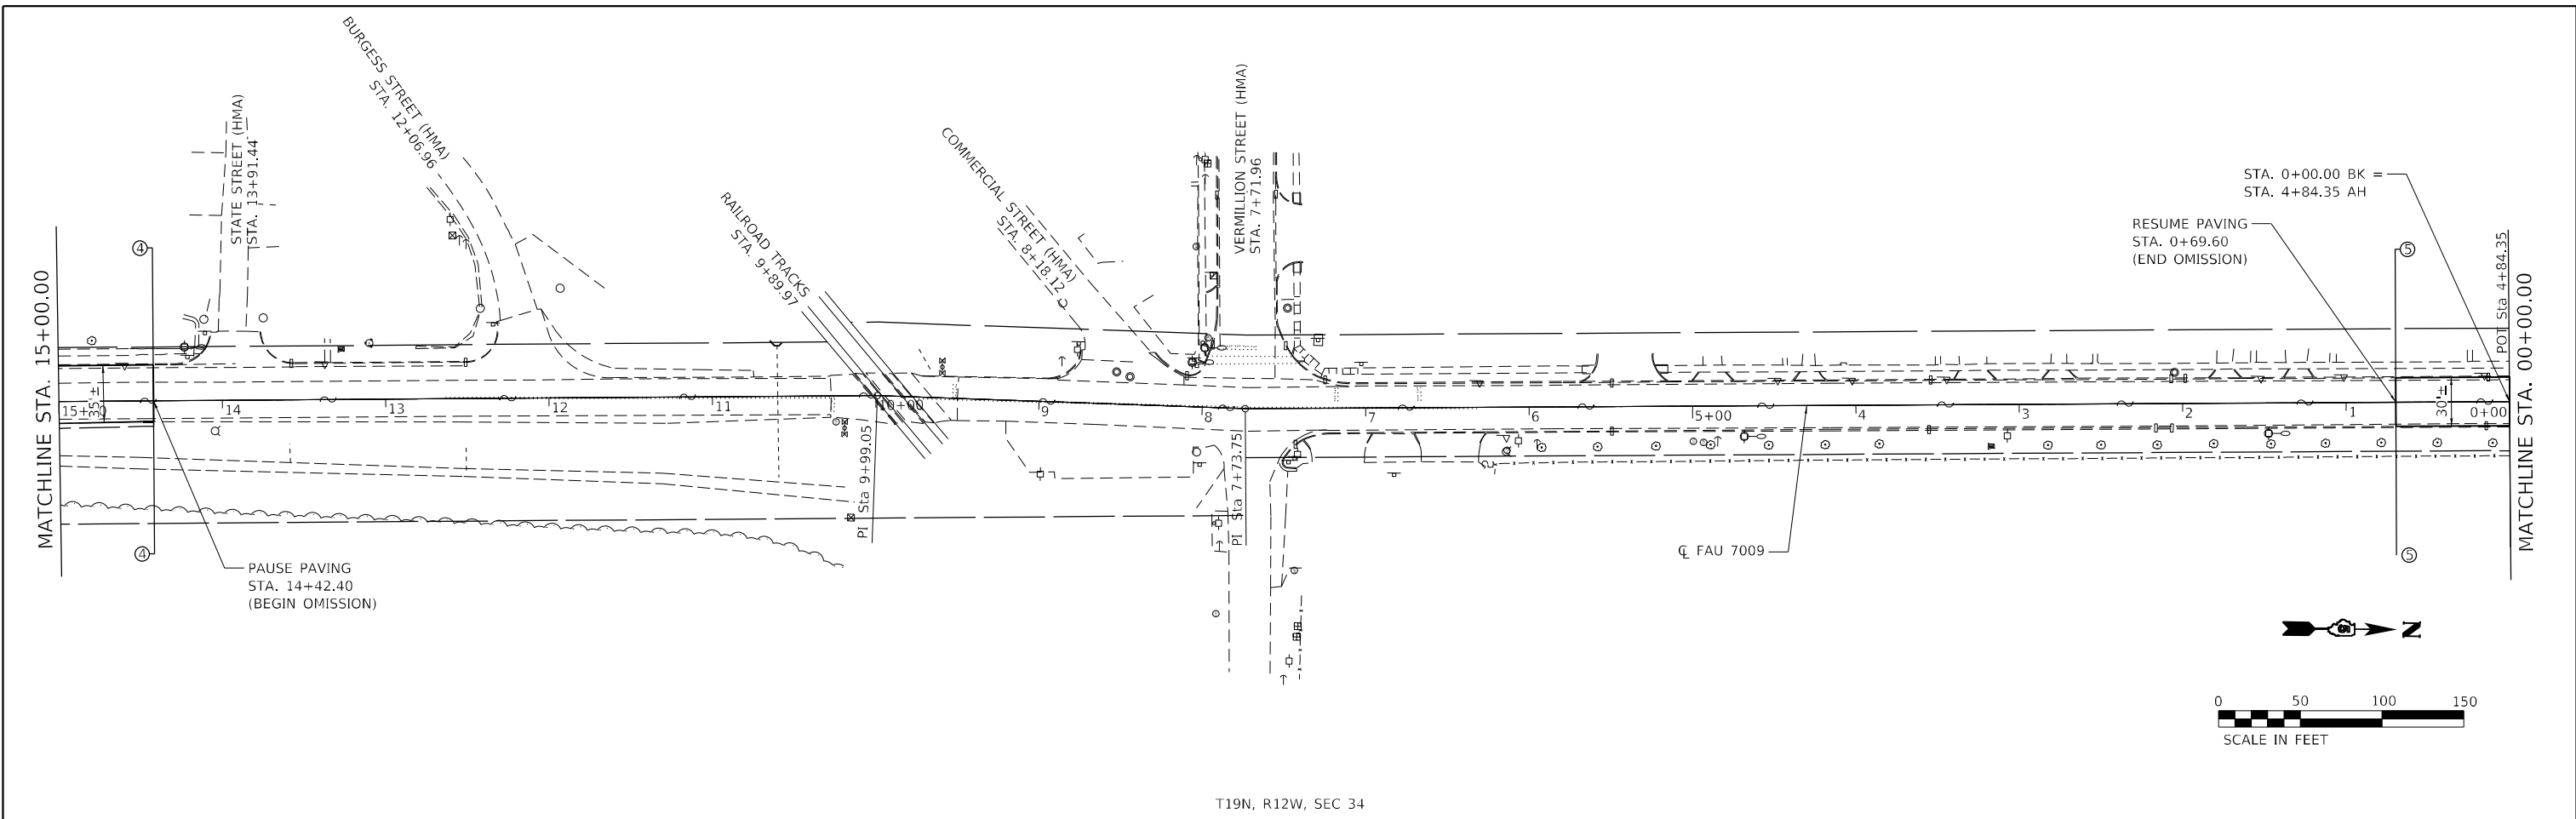 BURGESS STREET (HMA)
STA. 12+06.96
STATE STREET (HMA)
STA. 13+91.44
RAILROAD TRACKS
STA. 9+89.97
COMMERCIAL STREET (HMA)
STA. 8+18.12
VERMILLION STREET (HMA)
STA. 7+71.96
STA. 0+00.00 BK =
STA. 4+84.35 AH
RESUME PAVING
STA. 0+69.60
(END OMISSION)
POT Sta 4+84.35
MATCHLINE STA. 15+00.00
MATCHLINE STA. 00+00.00
4
5
35'±
30'±
14
13
12
11
10+00
9
8
7
6
5+00
4
3
2
1
0+00
PI Sta 9+99.05
PI Sta 7+73.75
4
5
PAUSE PAVING
STA. 14+42.40
(BEGIN OMISSION)
℄ FAU 7009
N
0 50 100 150
SCALE IN FEET
T19N, R12W, SEC 34